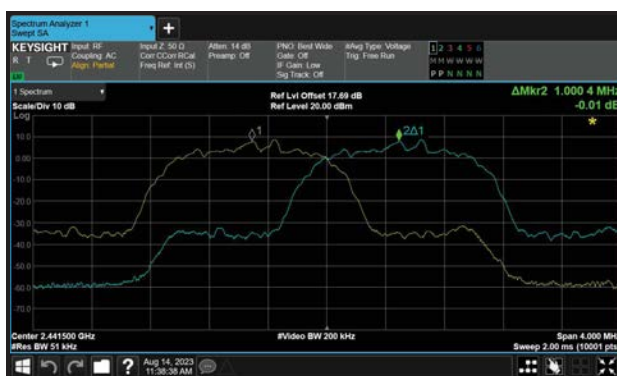 Spectrum Analyzer 1
Swept SA
+
KEYSIGHT
R T
LXI
Input: RF
Coupling: AC
Align: Partial
Input Z: 50 Ω
Corr CCorr RCal
Freq Ref: Int (S)
Atten: 14 dB
Preamp: Off
PNO: Best Wide
Gate: Off
IF Gain: Low
Sig Track: Off
#Avg Type: Voltage
Trig: Free Run
1 2 3 4 5 6
M M W W W W
P P N N N N
1 Spectrum
Scale/Div 10 dB
Log
Ref Lvl Offset 17.69 dB
Ref Level 20.00 dBm
ΔMkr2 1.000 4 MHz
-0.01 dB
*
1
2Δ1
10.0
0.00
-10.0
-20.0
-30.0
-40.0
-50.0
-60.0
-70.0
Center 2.441500 GHz
#Res BW 51 kHz
#Video BW 200 kHz
Span 4.000 MHz
Sweep 2.00 ms (10001 pts
?
Aug 14, 2023
11:38:38 AM